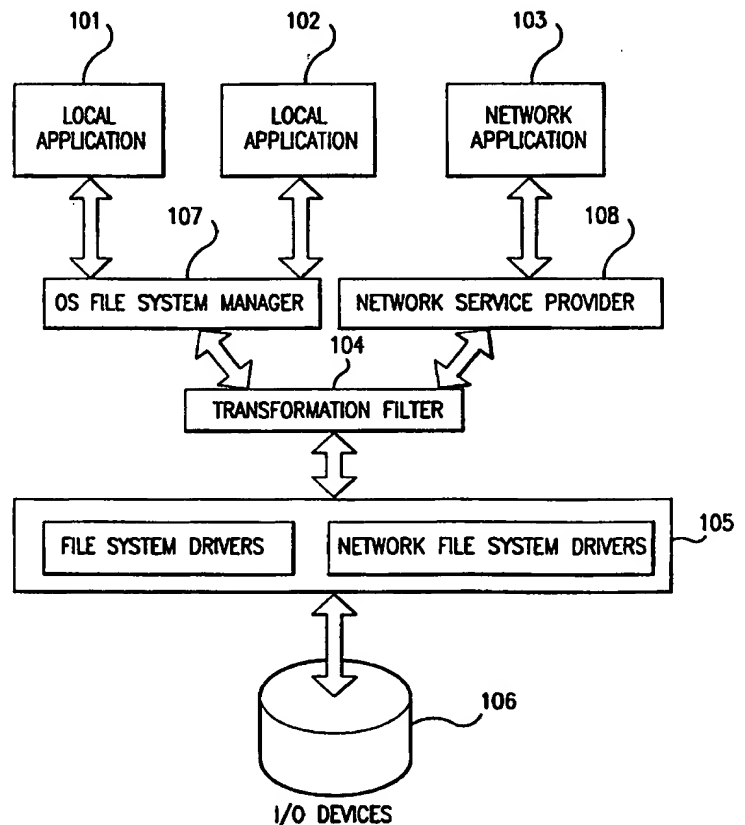 101
102
103
LOCAL
APPLICATION
LOCAL
APPLICATION
NETWORK
APPLICATION
107
108
OS FILE SYSTEM MANAGER
NETWORK SERVICE PROVIDER
104
TRANSFORMATION FILTER
FILE SYSTEM DRIVERS
NETWORK FILE SYSTEM DRIVERS
105
106
I/O DEVICES